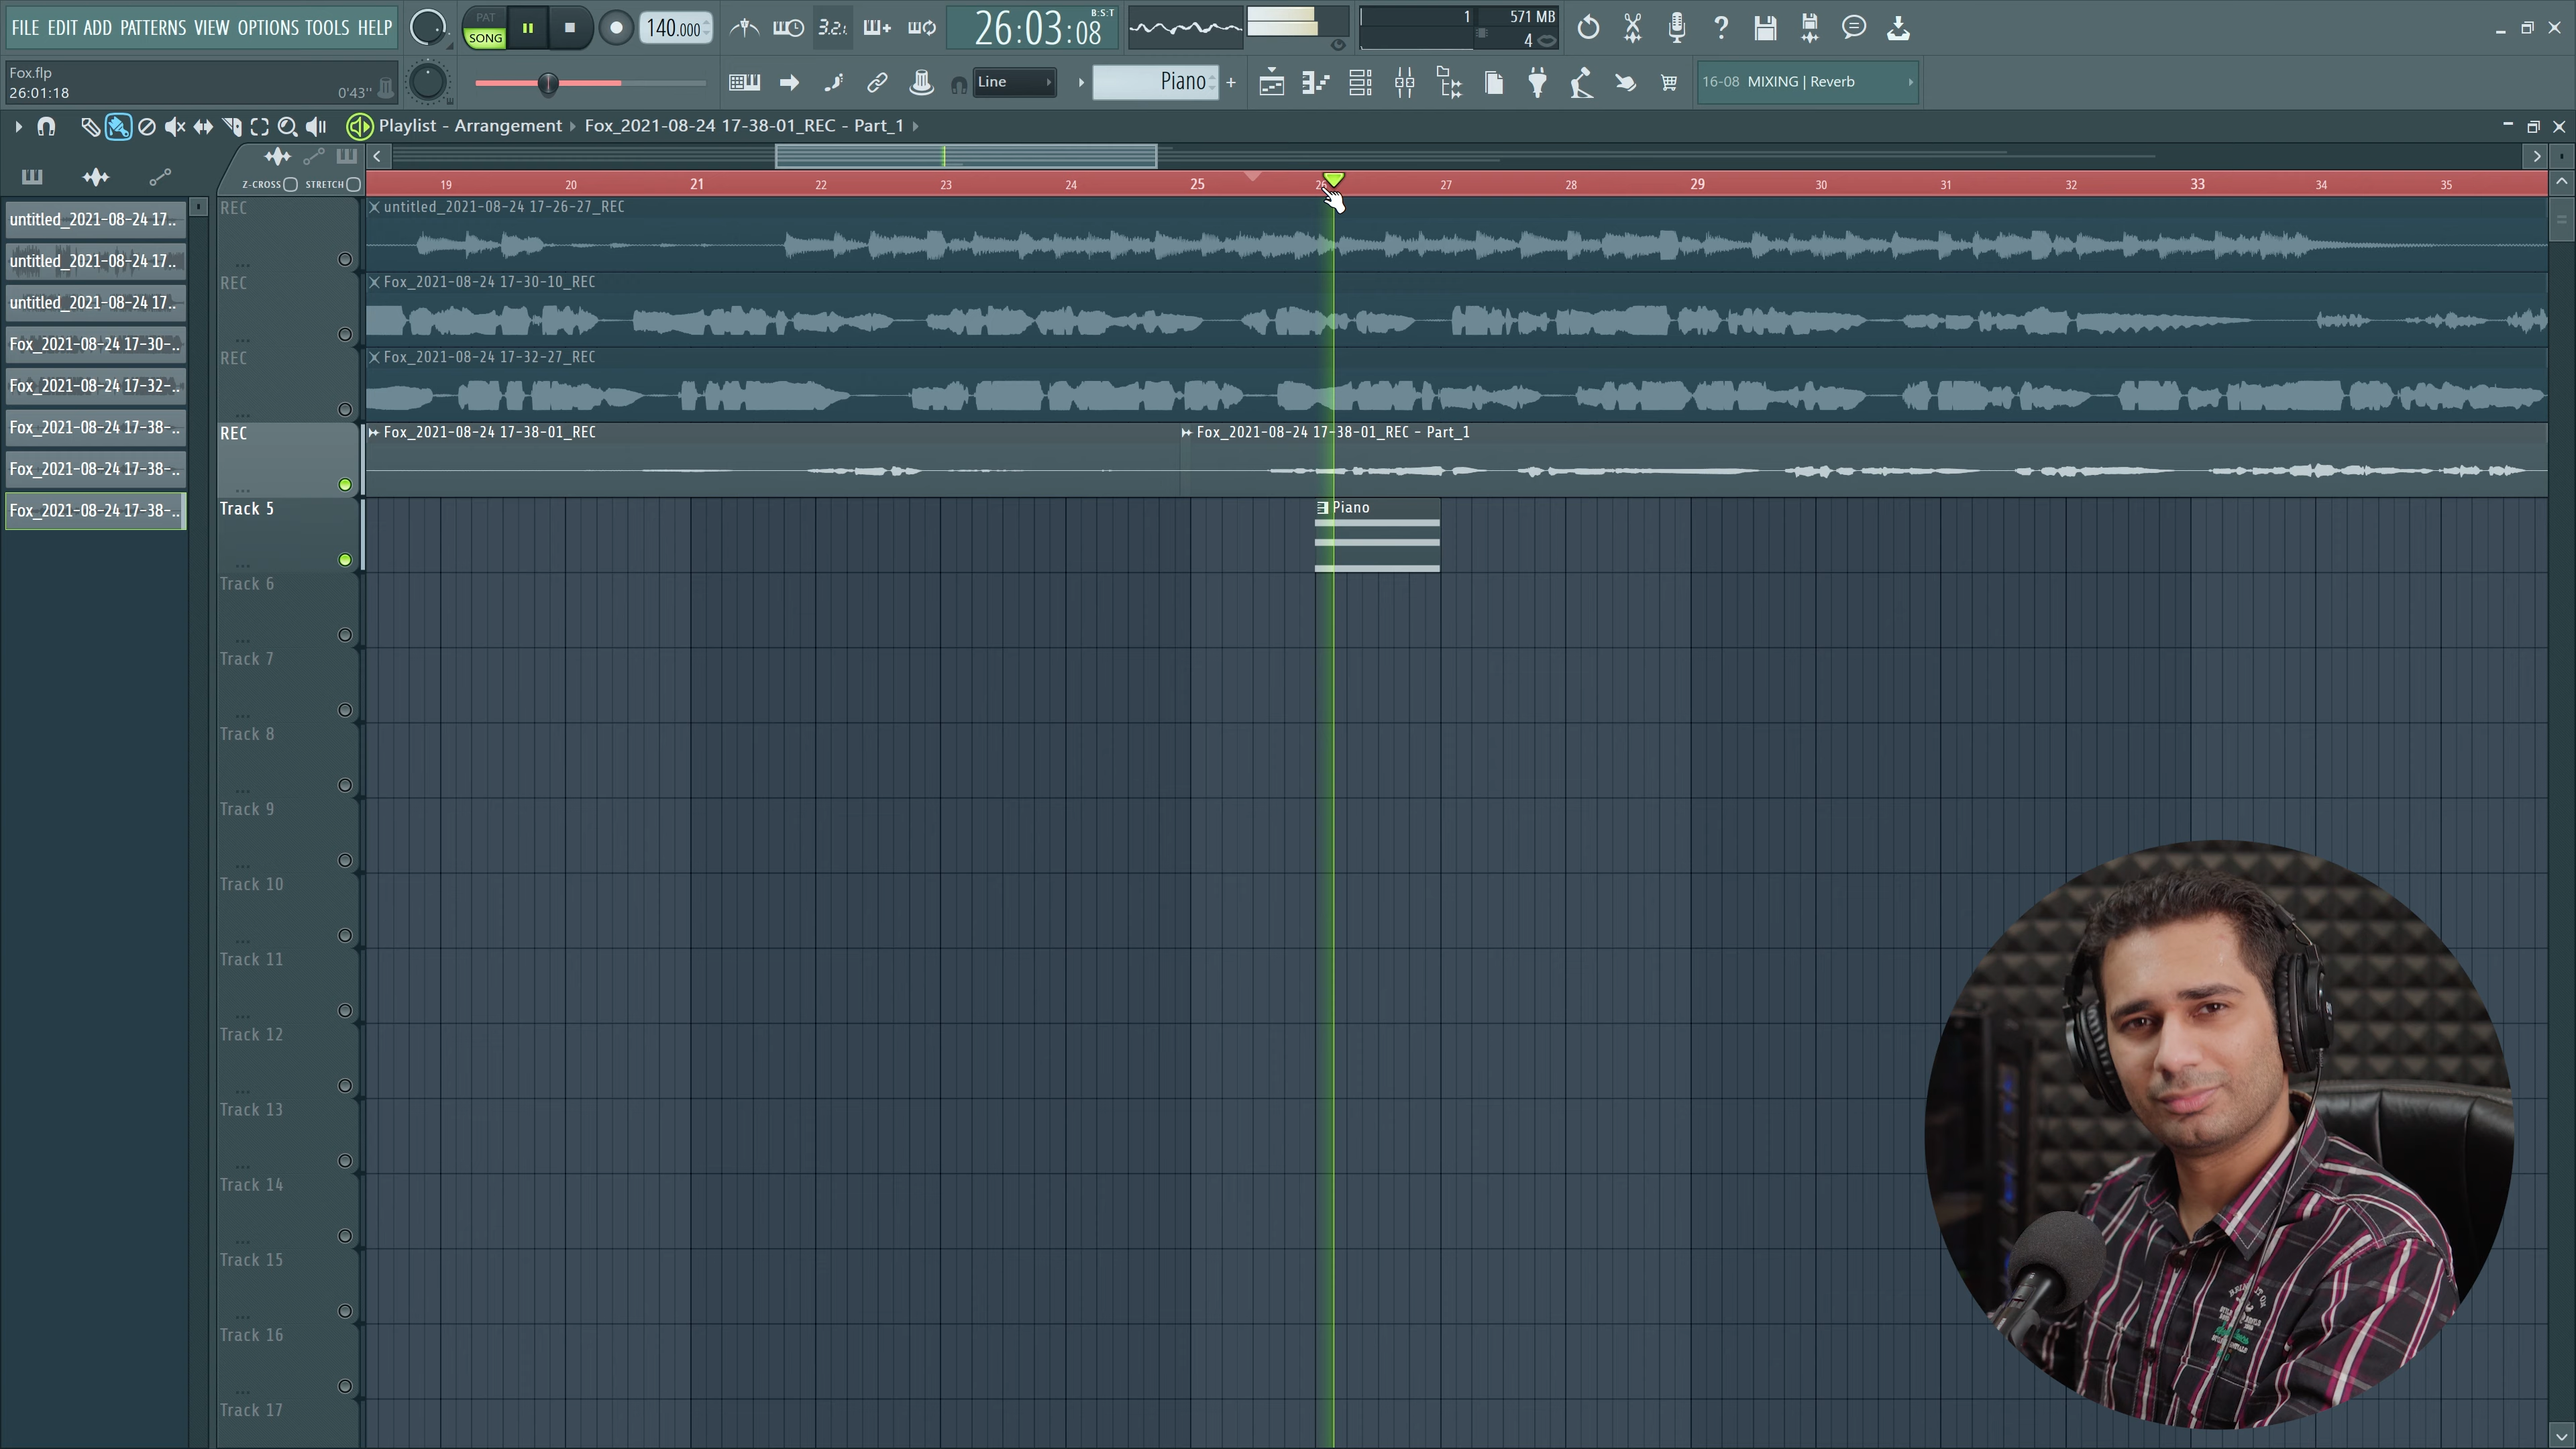 FILE EDIT ADD PATTERNS VIEW OPTIONS TOOLS HELP
PAT
SONG
140.000
3.2.
26:03:08
B:S:T
1
571 MB
4
Fox.flp
26:01:18
0'43''
Line
Piano
16-08 MIXING | Reverb
Playlist - Arrangement
Fox_2021-08-24 17-38-01_REC - Part_1
Z-CROSS
STRETCH
19 20 21 22 23 24 25 26 27 28 29 30 31 32 33 34 35
untitled_2021-08-24 17..
untitled_2021-08-24 17..
untitled_2021-08-24 17..
Fox_2021-08-24 17-30-..
Fox_2021-08-24 17-32-..
Fox_2021-08-24 17-38-..
Fox_2021-08-24 17-38-..
Fox_2021-08-24 17-38-..
REC
untitled_2021-08-24 17-26-27_REC
REC
Fox_2021-08-24 17-30-10_REC
REC
Fox_2021-08-24 17-32-27_REC
REC
Fox_2021-08-24 17-38-01_REC
Fox_2021-08-24 17-38-01_REC - Part_1
Track 5
Piano
Track 6
Track 7
Track 8
Track 9
Track 10
Track 11
Track 12
Track 13
Track 14
Track 15
Track 16
Track 17